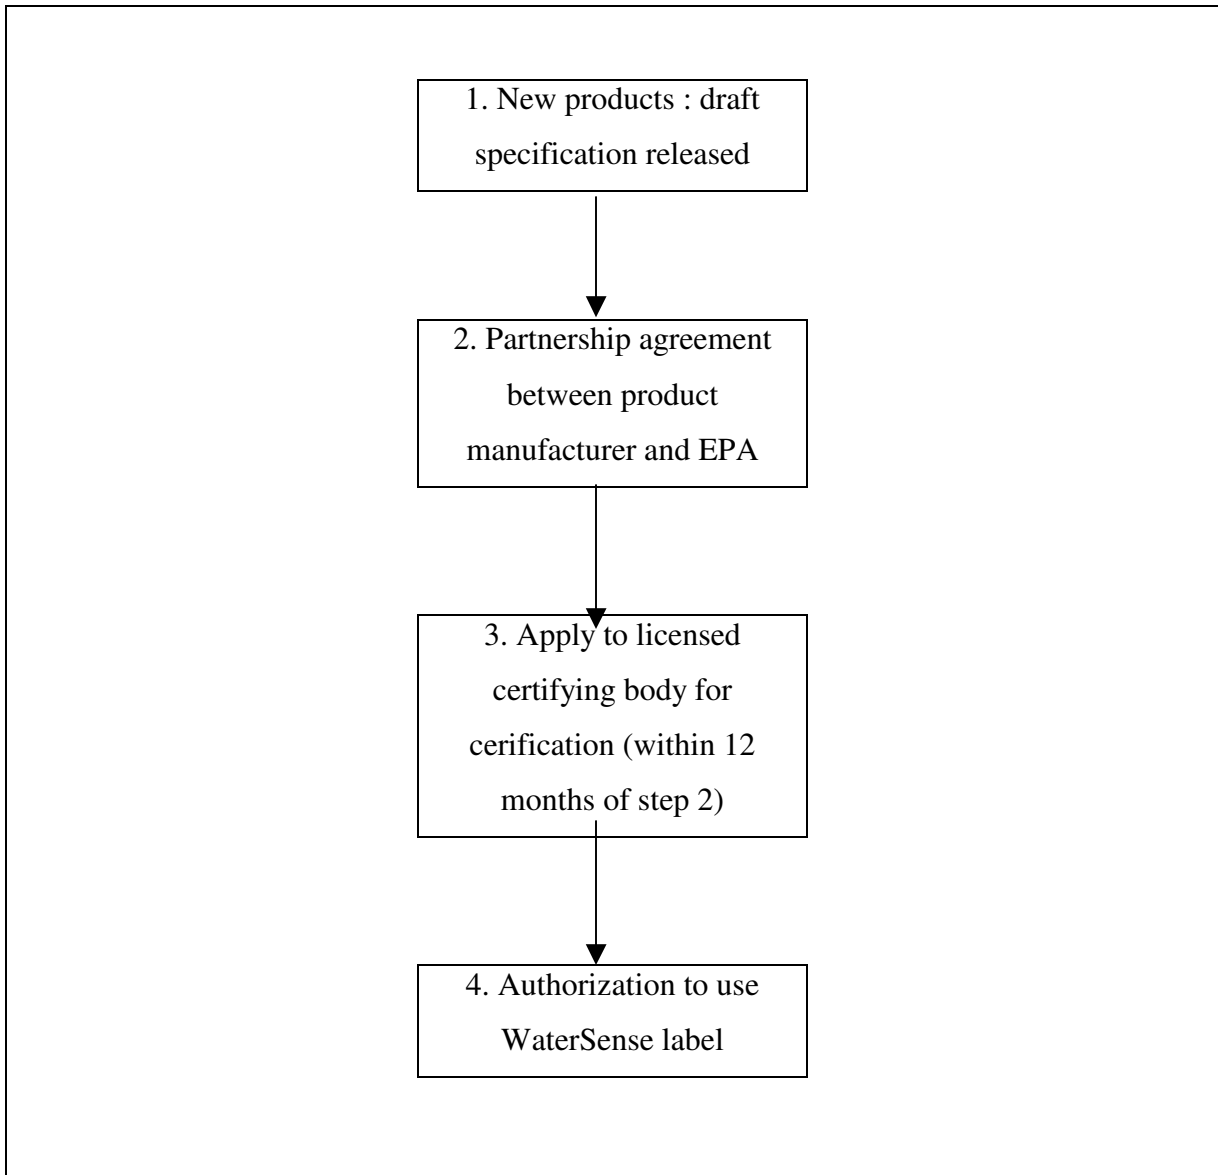 1. New products : draft
specification released
2. Partnership agreement
between product
manufacturer and EPA
3. Apply to licensed
certifying body for
cerification (within 12
months of step 2)
4. Authorization to use
WaterSense label